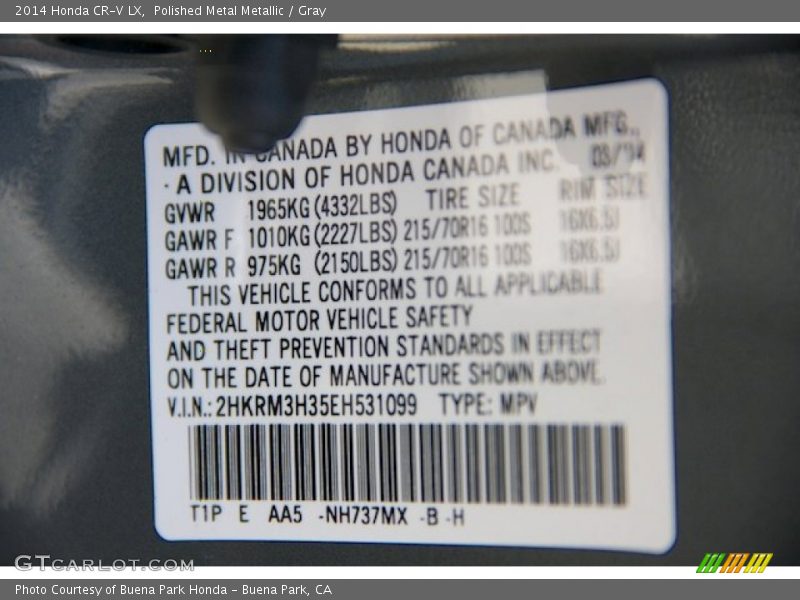 2014 Honda CR-V LX, Polished Metal Metallic / Gray
MFD. IN CANADA BY HONDA OF CANADA MFG.,
A DIVISION OF HONDA CANADA INC. 03/14
GVWR 1965KG (4332LBS) TIRE SIZE RIM SIZE
GAWR F 1010KG (2227LBS) 215/70R16 100S 16X6.5J
GAWR R 975KG (2150LBS) 215/70R16 100S 16X6.5J
THIS VEHICLE CONFORMS TO ALL APPLICABLE
FEDERAL MOTOR VEHICLE SAFETY
AND THEFT PREVENTION STANDARDS IN EFFECT
ON THE DATE OF MANUFACTURE SHOWN ABOVE.
V.I.N.: 2HKRM3H35EH531099 TYPE: MPV
T1P E AA5 -NH737MX -B -H
GTCARLOT.COM
Photo Courtesy of Buena Park Honda - Buena Park, CA